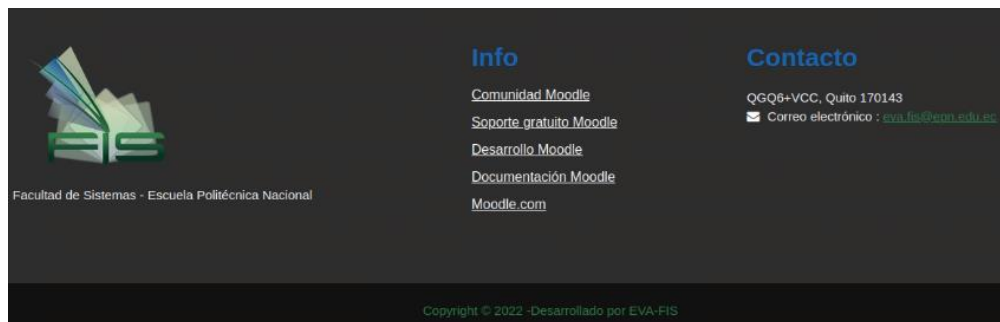 FIS
Facultad de Sistemas - Escuela Politécnica Nacional
Info
Comunidad Moodle
Soporte gratuito Moodle
Desarrollo Moodle
Documentación Moodle
Moodle.com
Contacto
QGQ6+VCC, Quito 170143
Correo electrónico : eva.fis@epn.edu.ec
Copyright © 2022 -Desarrollado por EVA-FIS